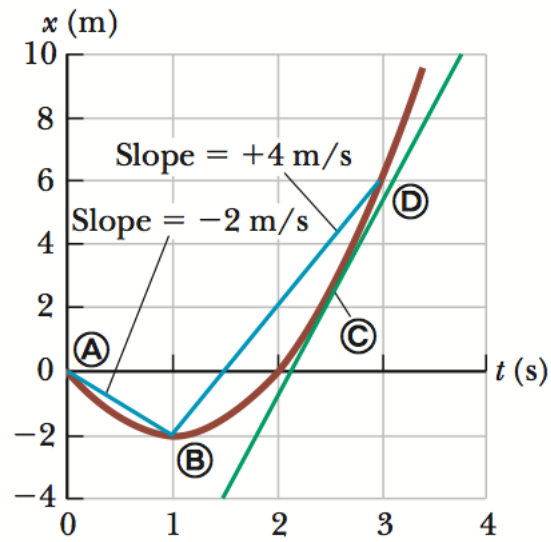 x (m)
10
8
Slope = +4 m/s
6
D
Slope = −2 m/s
4
2
C
A
0
t (s)
−2
B
−4
0 1 2 3 4